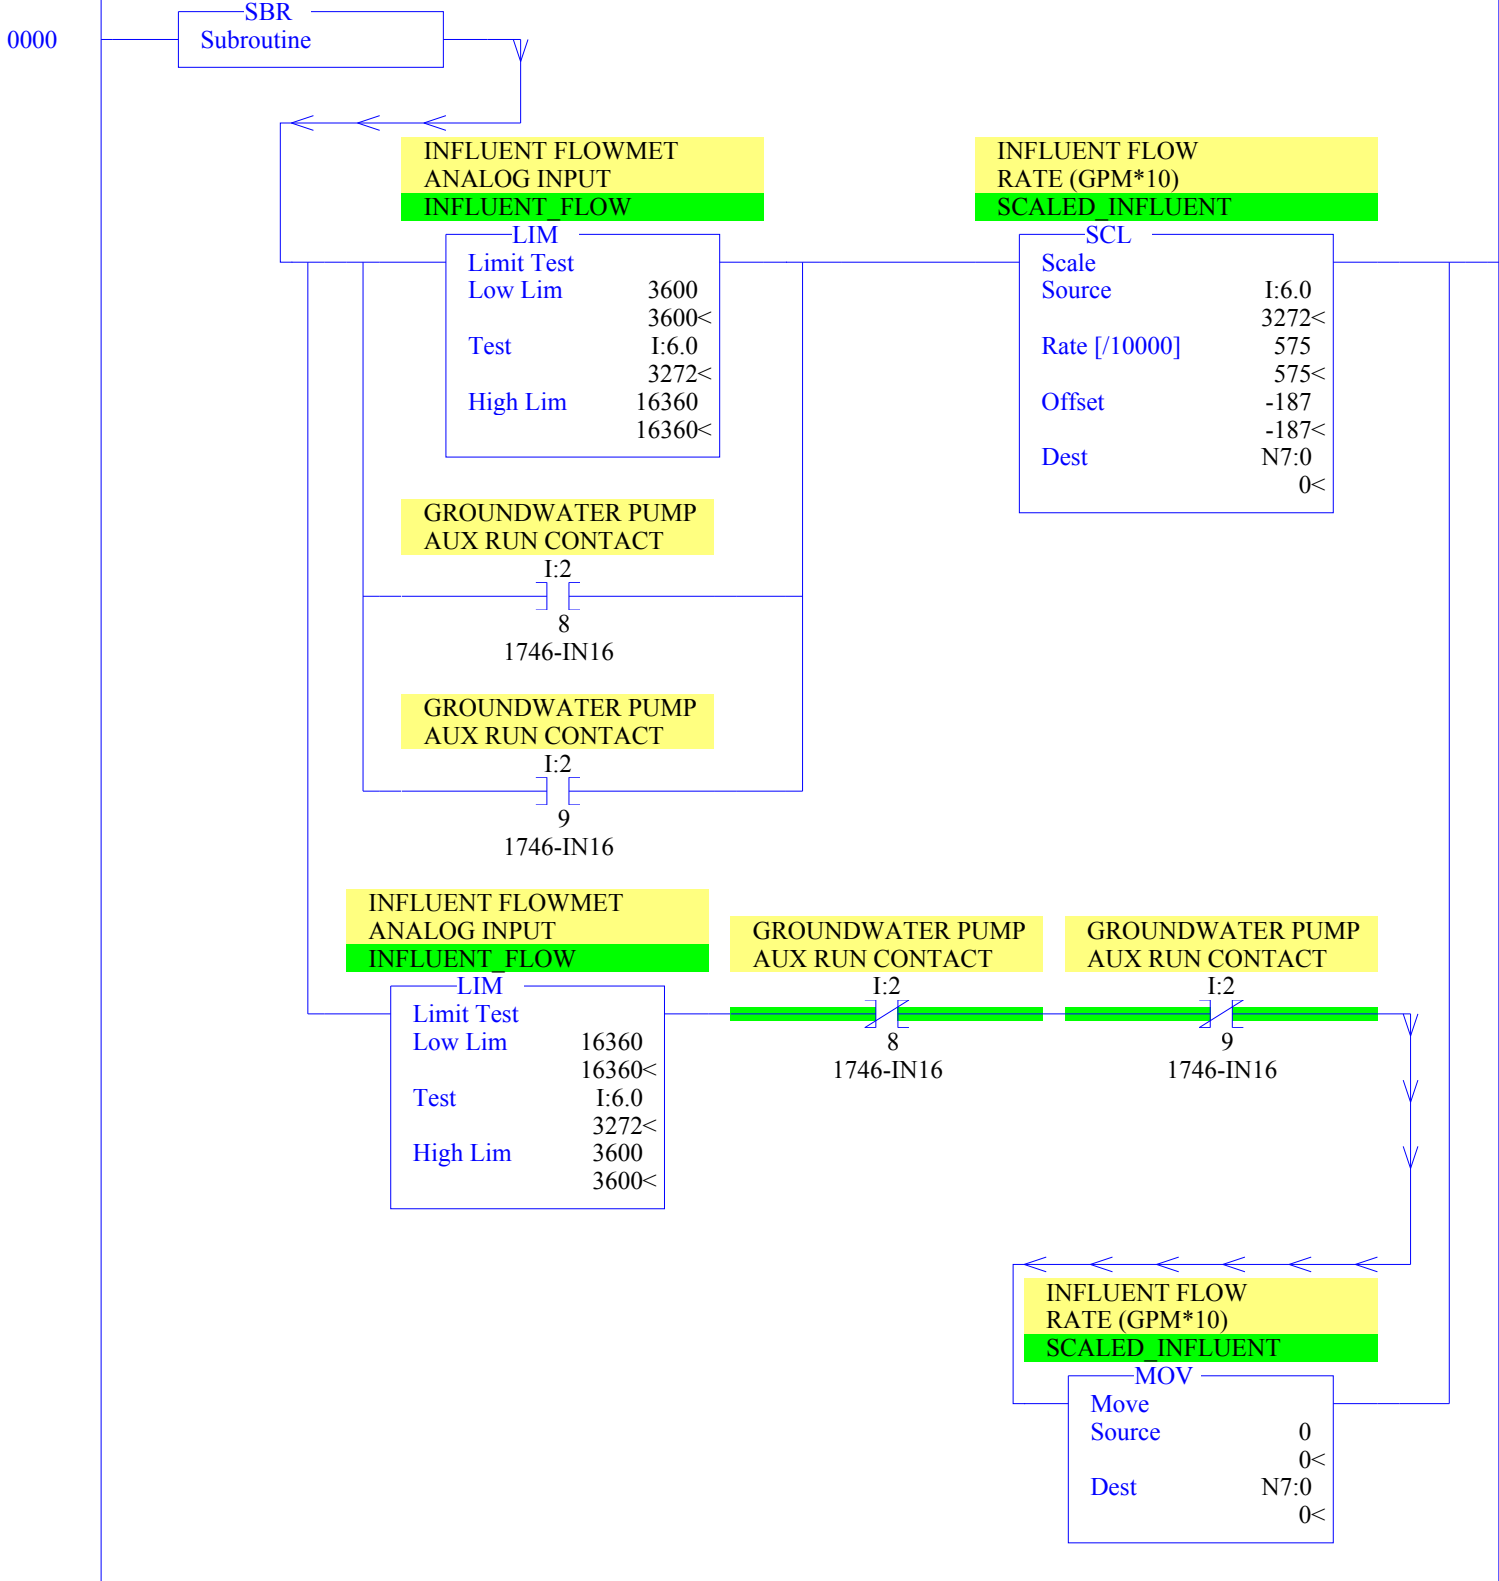 SBR
0000
Subroutine
INFLUENT FLOWMET
ANALOG INPUT
INFLUENT_FLOW
LIM
Limit Test
Low Lim 3600
3600<
Test I:6.0
3272<
High Lim 16360
16360<
INFLUENT FLOW
RATE (GPM*10)
SCALED_INFLUENT
SCL
Scale
Source I:6.0
3272<
Rate [/10000] 575
575<
Offset -187
-187<
Dest N7:0
0<
GROUNDWATER PUMP
AUX RUN CONTACT
I:2
8
1746-IN16
GROUNDWATER PUMP
AUX RUN CONTACT
I:2
9
1746-IN16
INFLUENT FLOWMET
ANALOG INPUT
INFLUENT_FLOW
LIM
Limit Test
Low Lim 16360
16360<
Test I:6.0
3272<
High Lim 3600
3600<
GROUNDWATER PUMP
AUX RUN CONTACT
I:2
8
1746-IN16
GROUNDWATER PUMP
AUX RUN CONTACT
I:2
9
1746-IN16
INFLUENT FLOW
RATE (GPM*10)
SCALED_INFLUENT
MOV
Move
Source 0
0<
Dest N7:0
0<